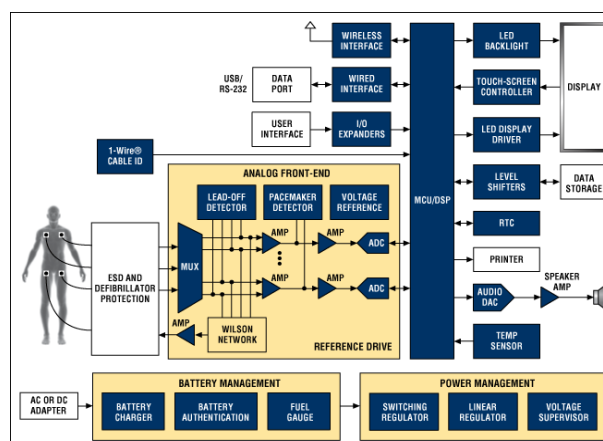 WIRELESS
INTERFACE
LED
BACKLIGHT
USB/
RS-232
DATA
PORT
WIRED
INTERFACE
TOUCH-SCREEN
CONTROLLER
DISPLAY
USER
INTERFACE
I/O
EXPANDERS
LED DISPLAY
DRIVER
1-Wire®
CABLE ID
MCU/DSP
LEVEL
SHIFTERS
DATA
STORAGE
ANALOG FRONT-END
LEAD-OFF
DETECTOR
PACEMAKER
DETECTOR
VOLTAGE
REFERENCE
RTC
ESD AND
DEFIBRILLATOR
PROTECTION
MUX
AMP
AMP
ADC
PRINTER
AMP
AMP
ADC
AUDIO
DAC
SPEAKER
AMP
AMP
WILSON
NETWORK
REFERENCE DRIVE
TEMP
SENSOR
AC OR DC
ADAPTER
BATTERY MANAGEMENT
BATTERY
CHARGER
BATTERY
AUTHENTICATION
FUEL
GAUGE
POWER MANAGEMENT
SWITCHING
REGULATOR
LINEAR
REGULATOR
VOLTAGE
SUPERVISOR